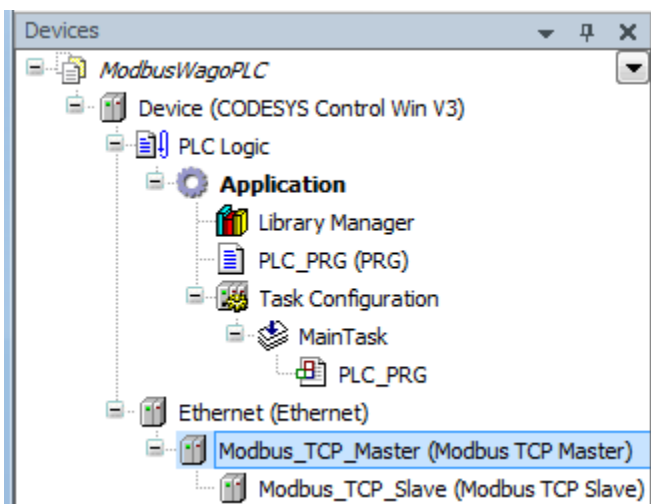 Devices
ModbusWagoPLC
Device (CODESYS Control Win V3)
PLC Logic
Application
Library Manager
PLC_PRG (PRG)
Task Configuration
MainTask
PLC_PRG
Ethernet (Ethernet)
Modbus_TCP_Master (Modbus TCP Master)
Modbus_TCP_Slave (Modbus TCP Slave)